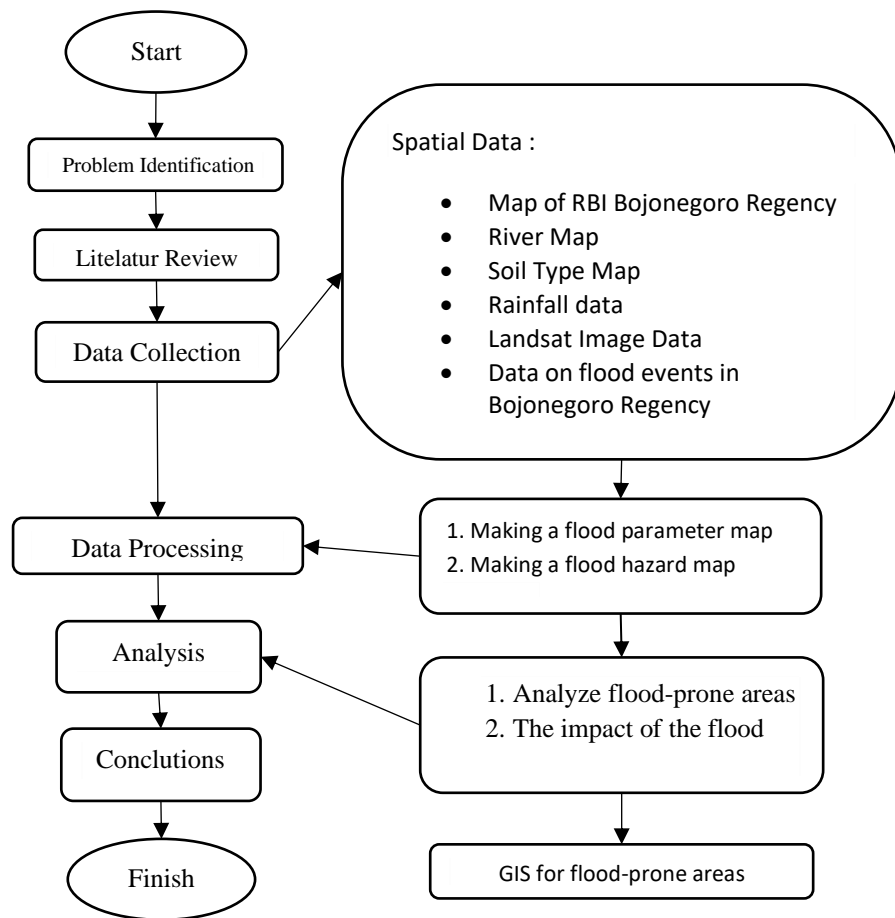 Start
Problem Identification
Litelatur Review
Data Collection
Data Processing
Analysis
Conclutions
Finish
Spatial Data :
• Map of RBI Bojonegoro Regency
• River Map
• Soil Type Map
• Rainfall data
• Landsat Image Data
• Data on flood events in
Bojonegoro Regency
1. Making a flood parameter map
2. Making a flood hazard map
1. Analyze flood-prone areas
2. The impact of the flood
GIS for flood-prone areas